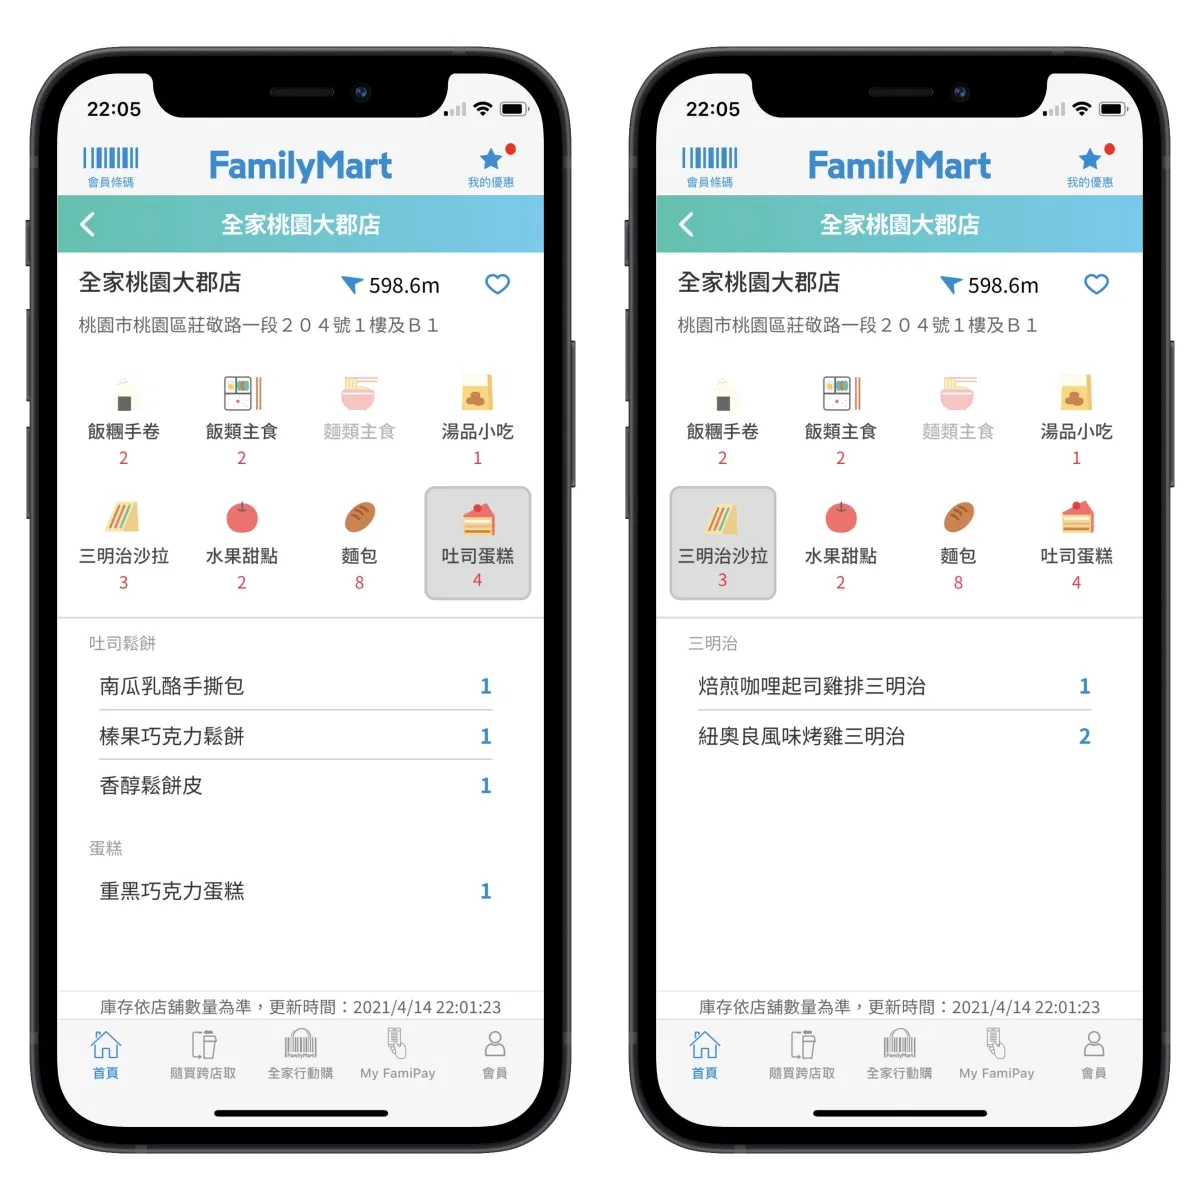 22:05
會員條碼
FamilyMart
我的優惠
全家桃園大郡店
全家桃園大郡店
598.6m
桃園市桃園區莊敬路一段２０４號１樓及Ｂ１
飯糰手卷 飯類主食 麵類主食 湯品小吃
2 2 1
三明治沙拉 水果甜點 麵包 吐司蛋糕
3 2 8 4
吐司鬆餅
南瓜乳酪手撕包 1
榛果巧克力鬆餅 1
香醇鬆餅皮 1
蛋糕
重黑巧克力蛋糕 1
庫存依店舖數量為準，更新時間：2021/4/14 22:01:23
FamilyMart
首頁 隨買跨店取 全家行動購 My FamiPay 會員
22:05
會員條碼
FamilyMart
我的優惠
全家桃園大郡店
全家桃園大郡店
598.6m
桃園市桃園區莊敬路一段２０４號１樓及Ｂ１
飯糰手卷 飯類主食 麵類主食 湯品小吃
2 2 1
三明治沙拉 水果甜點 麵包 吐司蛋糕
3 2 8 4
三明治
焙煎咖哩起司雞排三明治 1
紐奧良風味烤雞三明治 2
庫存依店舖數量為準，更新時間：2021/4/14 22:01:23
FamilyMart
首頁 隨買跨店取 全家行動購 My FamiPay 會員